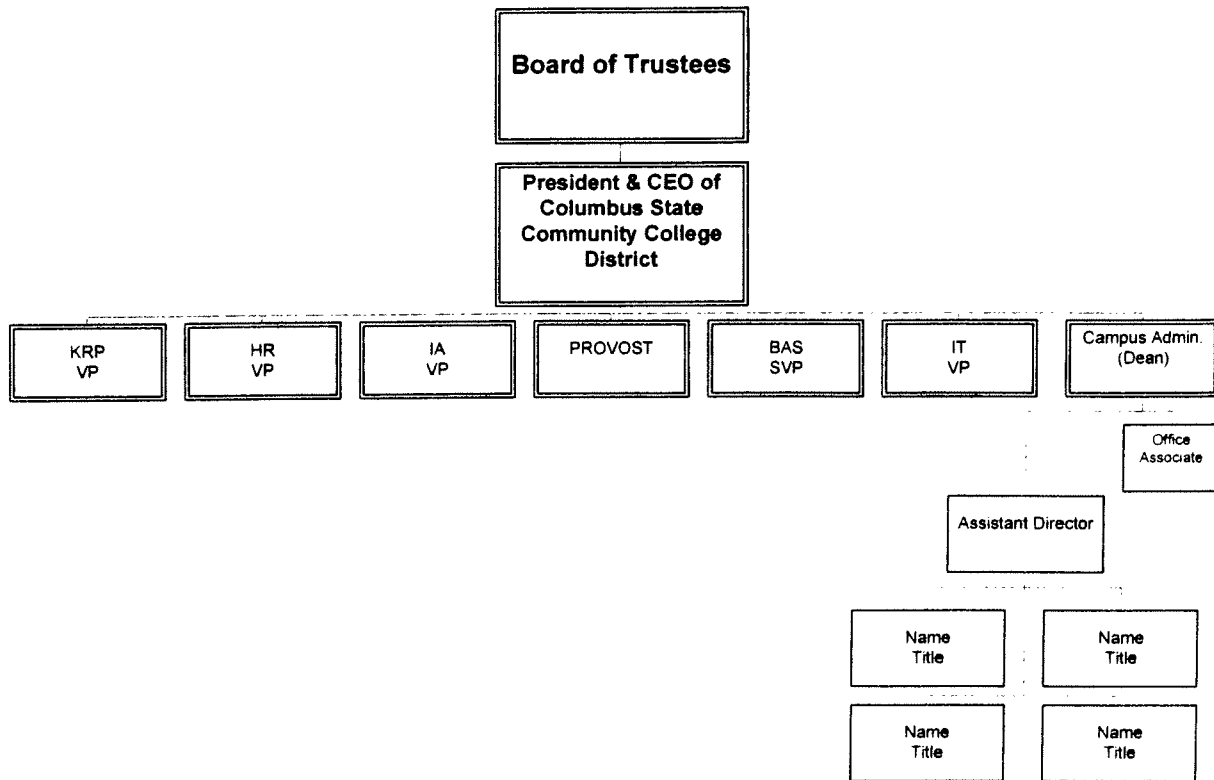 Board of Trustees
President & CEO of
Columbus State
Community College
District
KRP
VP
HR
VP
IA
VP
PROVOST
BAS
SVP
IT
VP
Campus Admin.
(Dean)
Office
Associate
Assistant Director
Name
Title
Name
Title
Name
Title
Name
Title